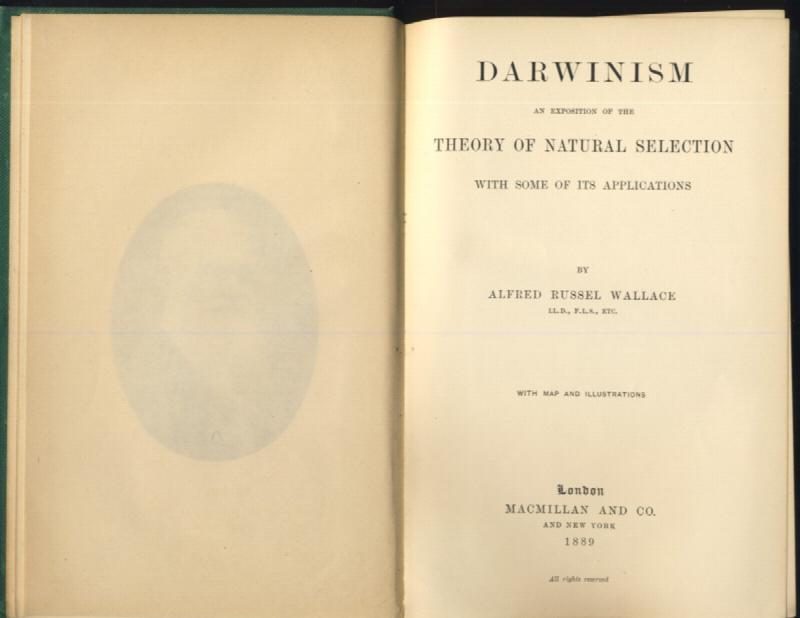 DARWINISM
AN EXPOSITION OF THE
THEORY OF NATURAL SELECTION
WITH SOME OF ITS APPLICATIONS
BY
ALFRED RUSSEL WALLACE
LL.D., F.L.S., ETC.
WITH MAP AND ILLUSTRATIONS
London
MACMILLAN AND CO.
AND NEW YORK
1889
All rights reserved